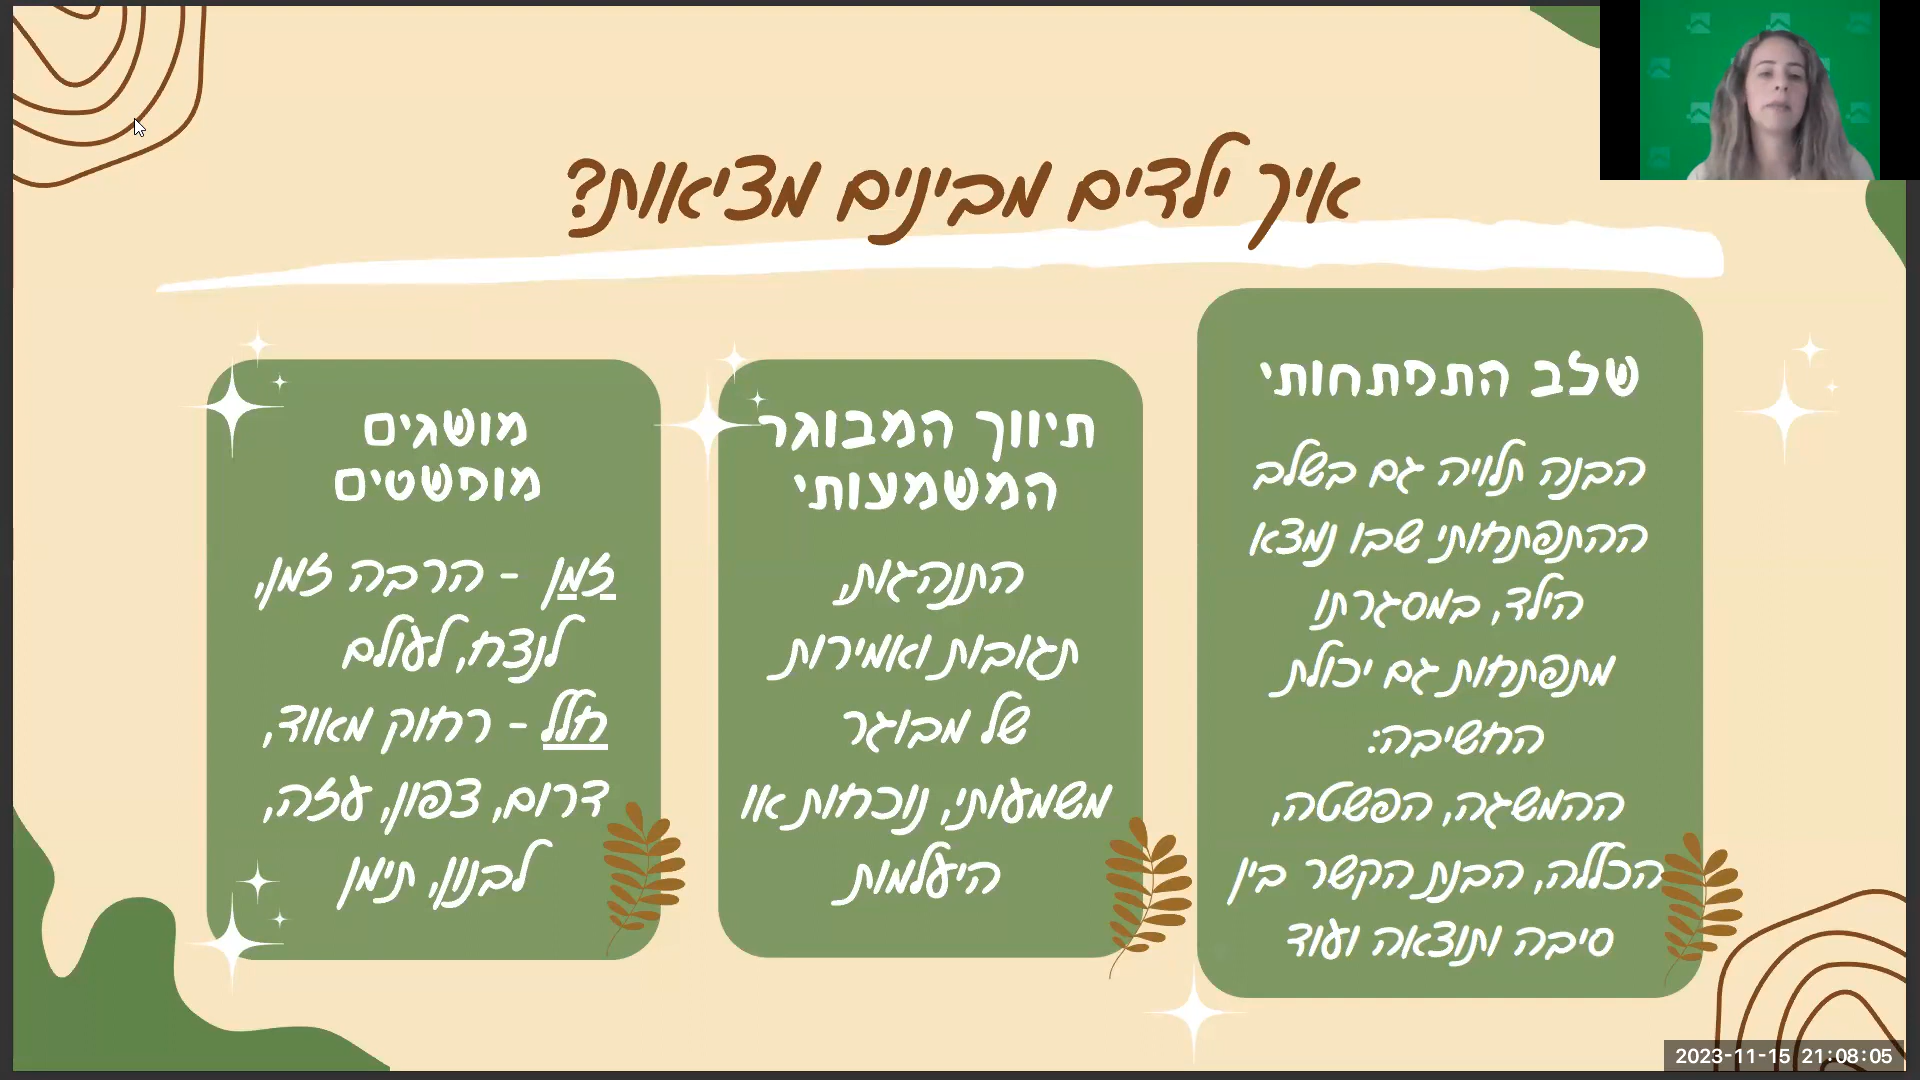 איך ילדים מבינים מציאות?
שלב התפתחותי
הבנה תלויה גם בשלב
ההתפתחותי שבו נמצא
הילד, במסגרתו
מתפתחות גם יכולת
החשיבה:
ההמשגה, הפשטה,
הכללה, הבנת הקשר בין
סיבה ותוצאה ועוד
תיווך המבוגר
המשמעותי
התנהגות,
תגובות ואמירות
של מבוגר
משמעותי, נוכחות או
היעלמות
מושגים
מופשטים
זמן - הרבה זמן,
לנצח, לעולם
חלל - רחוק מאוד,
דרום, צפון, עזה,
לבנון, תימן
2023-11-15 21:08:05